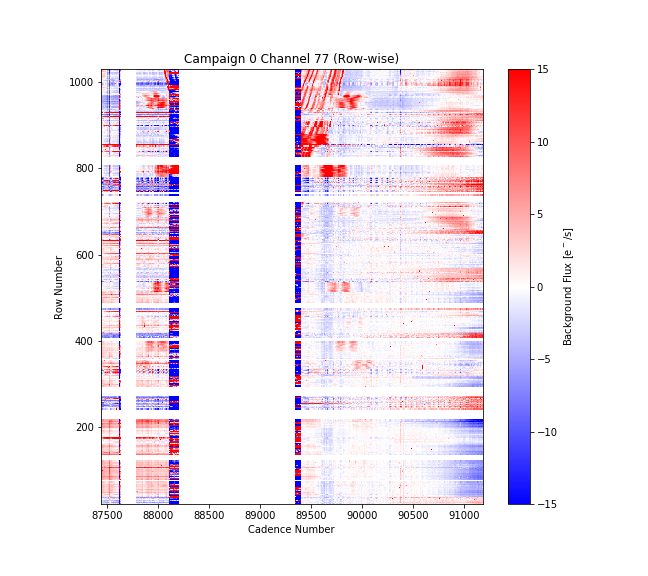 Campaign 0 Channel 77 (Row-wise)
1000
800
600
400
200
Row Number
87500 88000 88500 89000 89500 90000 90500 91000
Cadence Number
15
10
5
0
−5
−10
−15
Background Flux [e⁻/s]